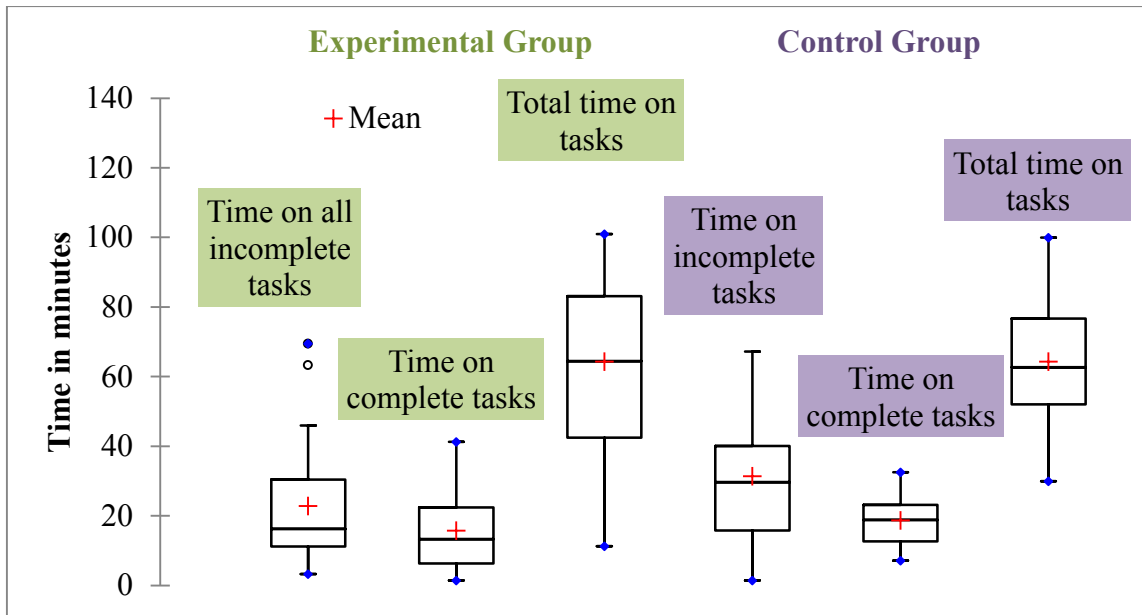 Experimental Group
Control Group
Time in minutes
140
120
100
80
60
40
20
0
Mean
Time on all
incomplete
tasks
Time on
complete tasks
Total time on
tasks
Time on
incomplete
tasks
Time on
complete tasks
Total time on
tasks